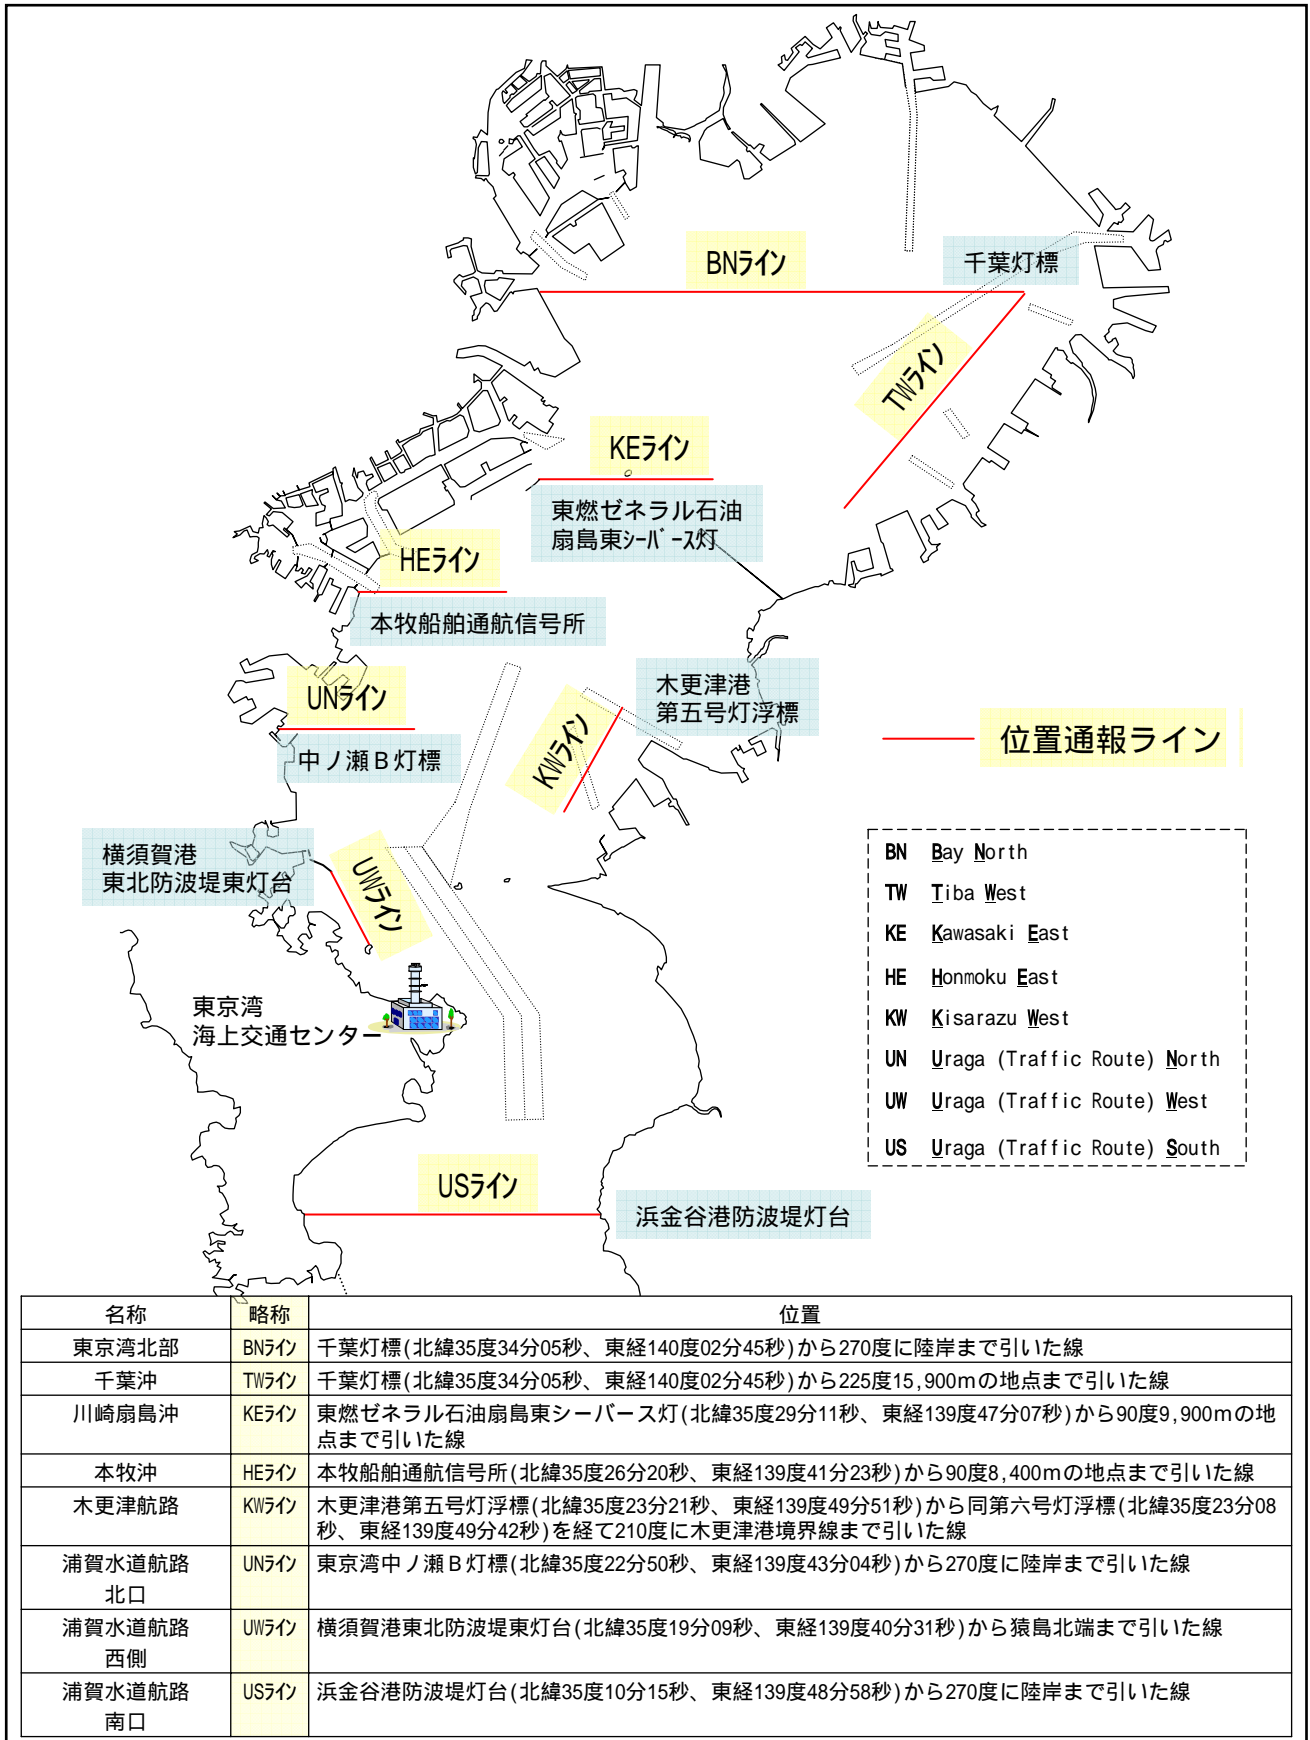 BNライン
千葉灯標
TWライン
KEライン
東燃ゼネラル石油
扇島東シーバース灯
HEライン
本牧船舶通航信号所
UNライン
木更津港
第五号灯浮標
KWライン
中ノ瀬B灯標
位置通報ライン
横須賀港
東北防波堤東灯台
UWライン
BN Bay North
TW Tiba West
KE Kawasaki East
HE Honmoku East
KW Kisarazu West
UN Uraga (Traffic Route) North
UW Uraga (Traffic Route) West
US Uraga (Traffic Route) South
東京湾
海上交通センター
USライン
浜金谷港防波堤灯台
名称 略称 位置
東京湾北部 BNライン 千葉灯標(北緯35度34分05秒、東経140度02分45秒)から270度に陸岸まで引いた線
千葉沖 TWライン 千葉灯標(北緯35度34分05秒、東経140度02分45秒)から225度15,900mの地点まで引いた線
川崎扇島沖 KEライン 東燃ゼネラル石油扇島東シーバース灯(北緯35度29分11秒、東経139度47分07秒)から90度9,900mの地
点まで引いた線
本牧沖 HEライン 本牧船舶通航信号所(北緯35度26分20秒、東経139度41分23秒)から90度8,400mの地点まで引いた線
木更津航路 KWライン 木更津港第五号灯浮標(北緯35度23分21秒、東経139度49分51秒)から同第六号灯浮標(北緯35度23分08
秒、東経139度49分42秒)を経て210度に木更津港境界線まで引いた線
浦賀水道航路 UNライン 東京湾中ノ瀬B灯標(北緯35度22分50秒、東経139度43分04秒)から270度に陸岸まで引いた線
北口
浦賀水道航路 UWライン 横須賀港東北防波堤東灯台(北緯35度19分09秒、東経139度40分31秒)から猿島北端まで引いた線
西側
浦賀水道航路 USライン 浜金谷港防波堤灯台(北緯35度10分15秒、東経139度48分58秒)から270度に陸岸まで引いた線
南口